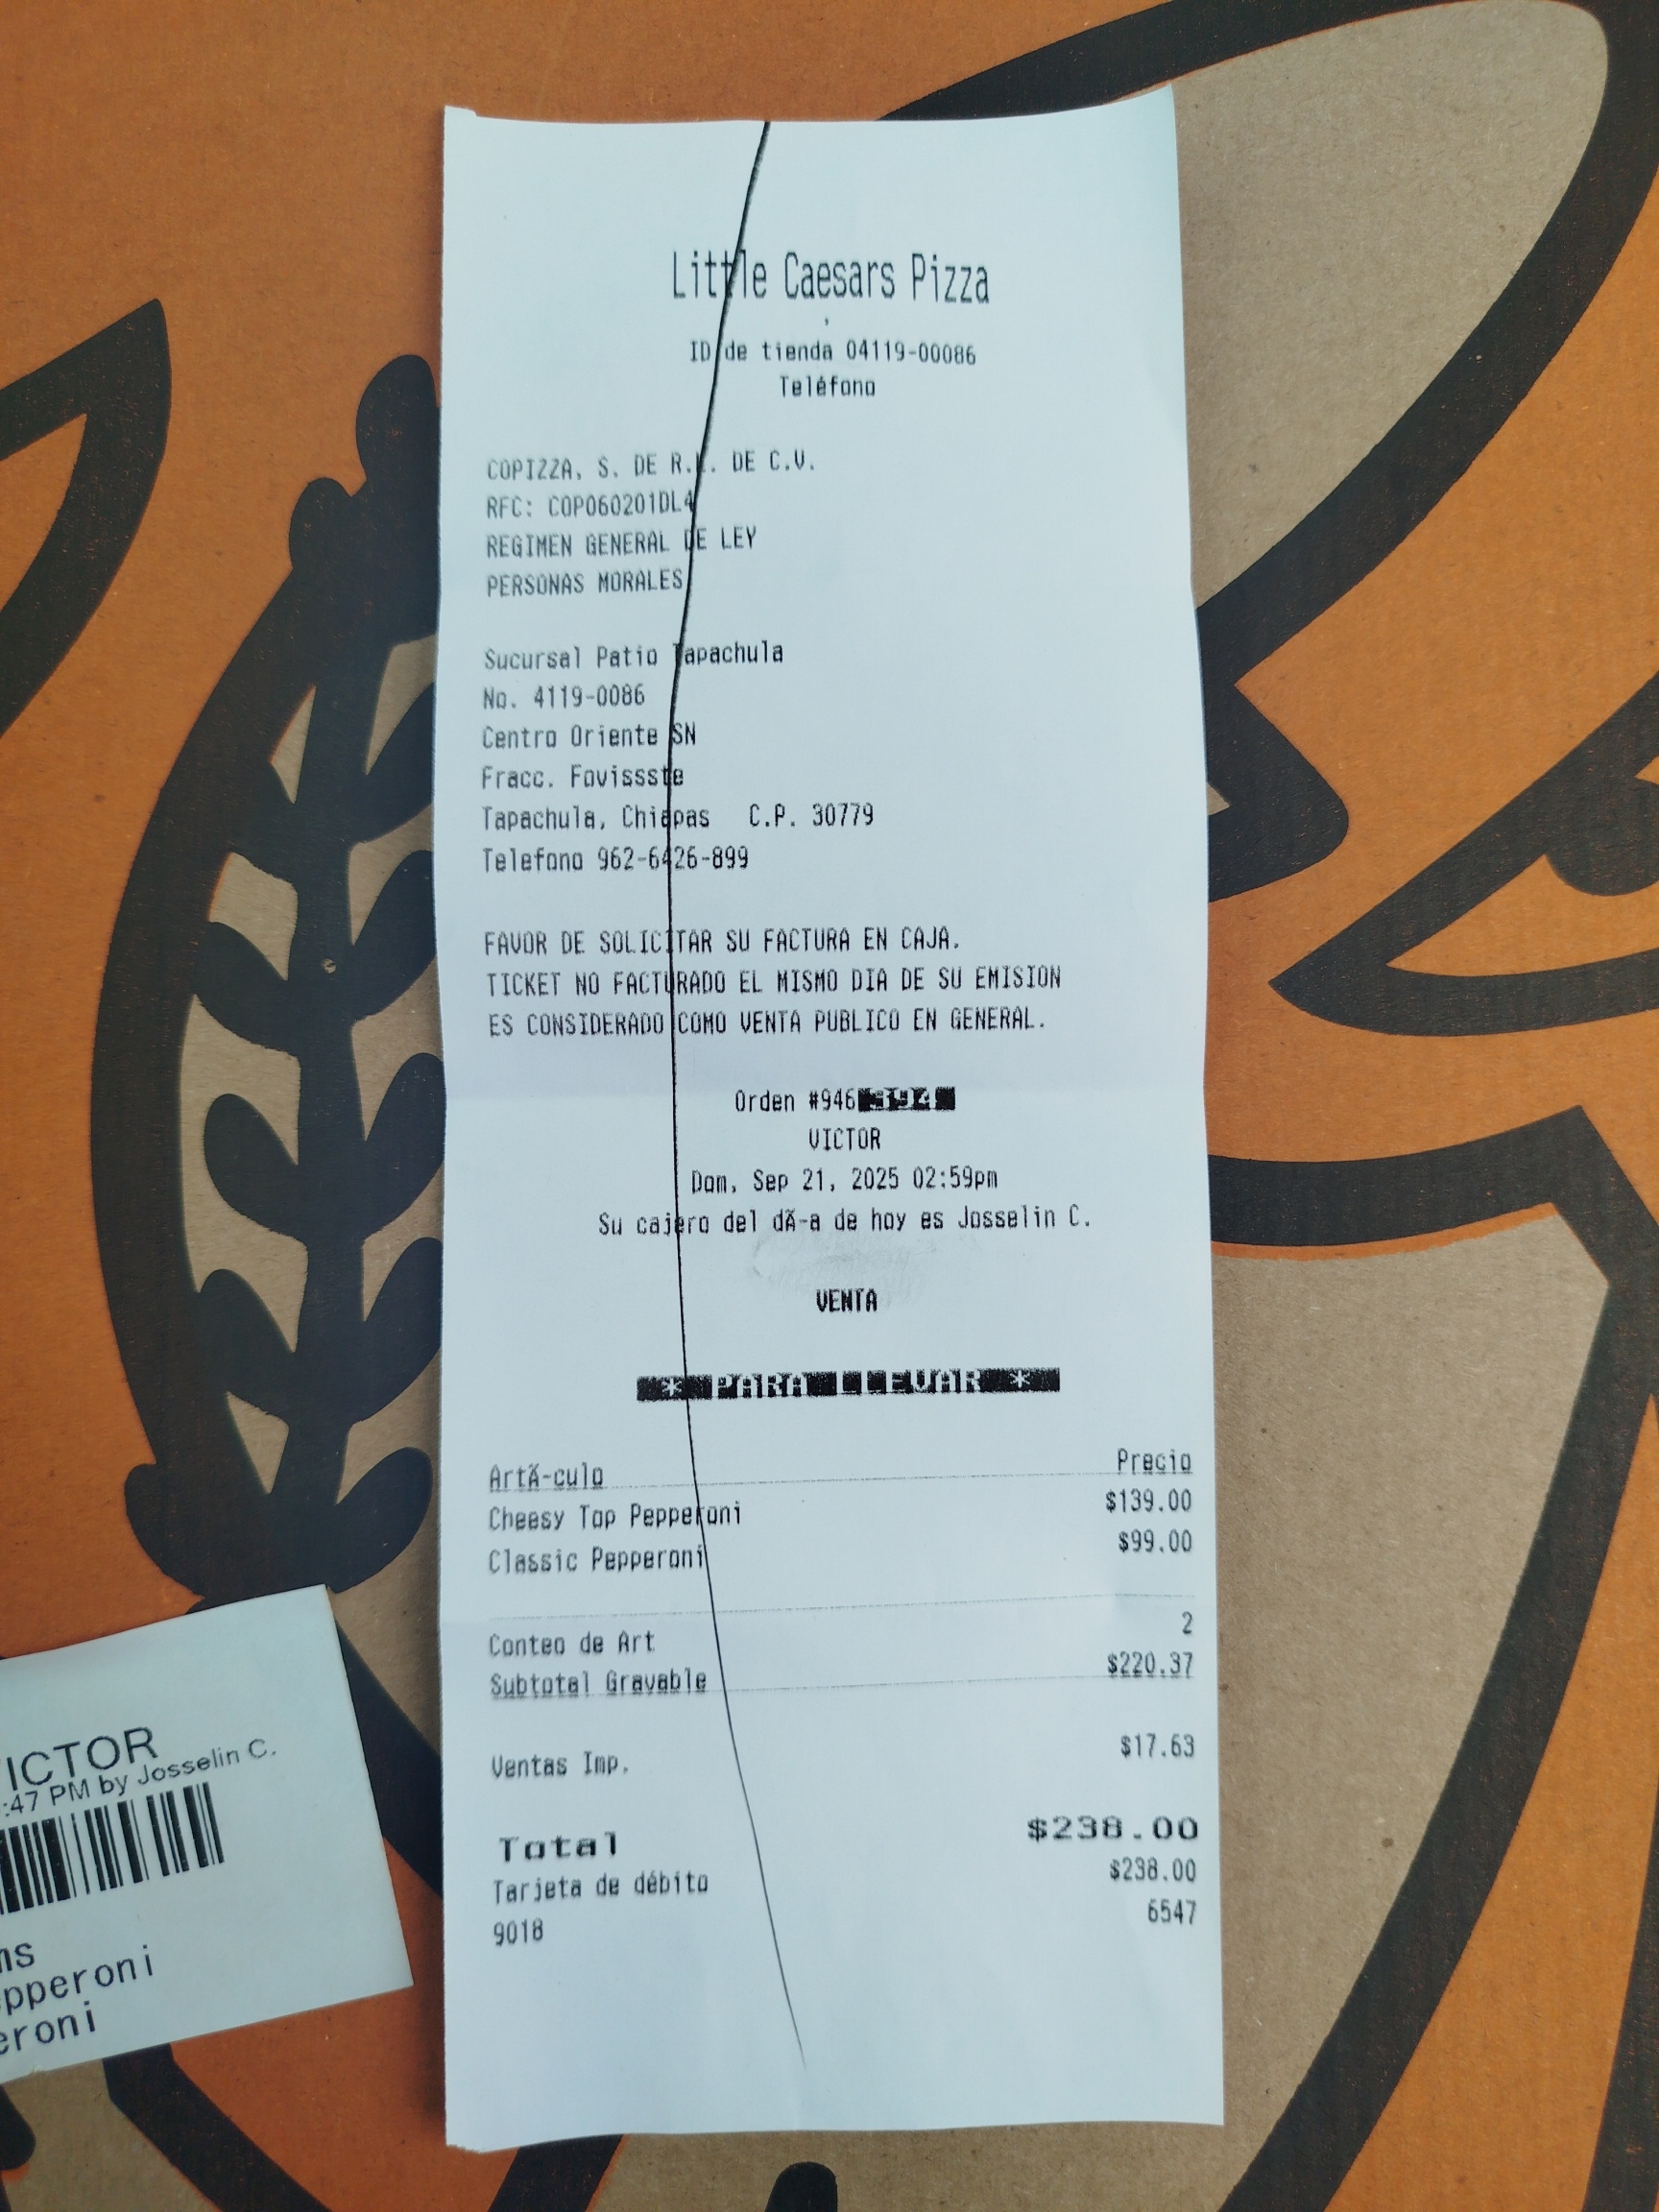 Little Caesars Pizza
,
ID de tienda 04119-00086
Teléfono
COPIZZA, S. DE R.L. DE C.V.
RFC: COP060201DL4
REGIMEN GENERAL DE LEY
PERSONAS MORALES
Sucursal Patio Tapachula
No. 4119-0086
Centro Oriente SN
Fracc. Fovissste
Tapachula, Chiapas C.P. 30779
Telefono 962-6426-899
FAVOR DE SOLICITAR SU FACTURA EN CAJA.
TICKET NO FACTURADO EL MISMO DIA DE SU EMISION
ES CONSIDERADO COMO VENTA PUBLICO EN GENERAL.
Orden #946394
VICTOR
Dom, Sep 21, 2025 02:59pm
Su cajero del dÃ-a de hoy es Josselin C.
VENTA
* PARA LLEVAR *
ArtÃ-culo Precio
Cheesy Top Pepperoni $139.00
Classic Pepperoni $99.00
Conteo de Art 2
Subtotal Gravable $220.37
Ventas Imp. $17.63
Total $238.00
Tarjeta de débito $238.00
9018 6547
ICTOR
:47 PM by Josselin C.
ms
epperoni
eroni